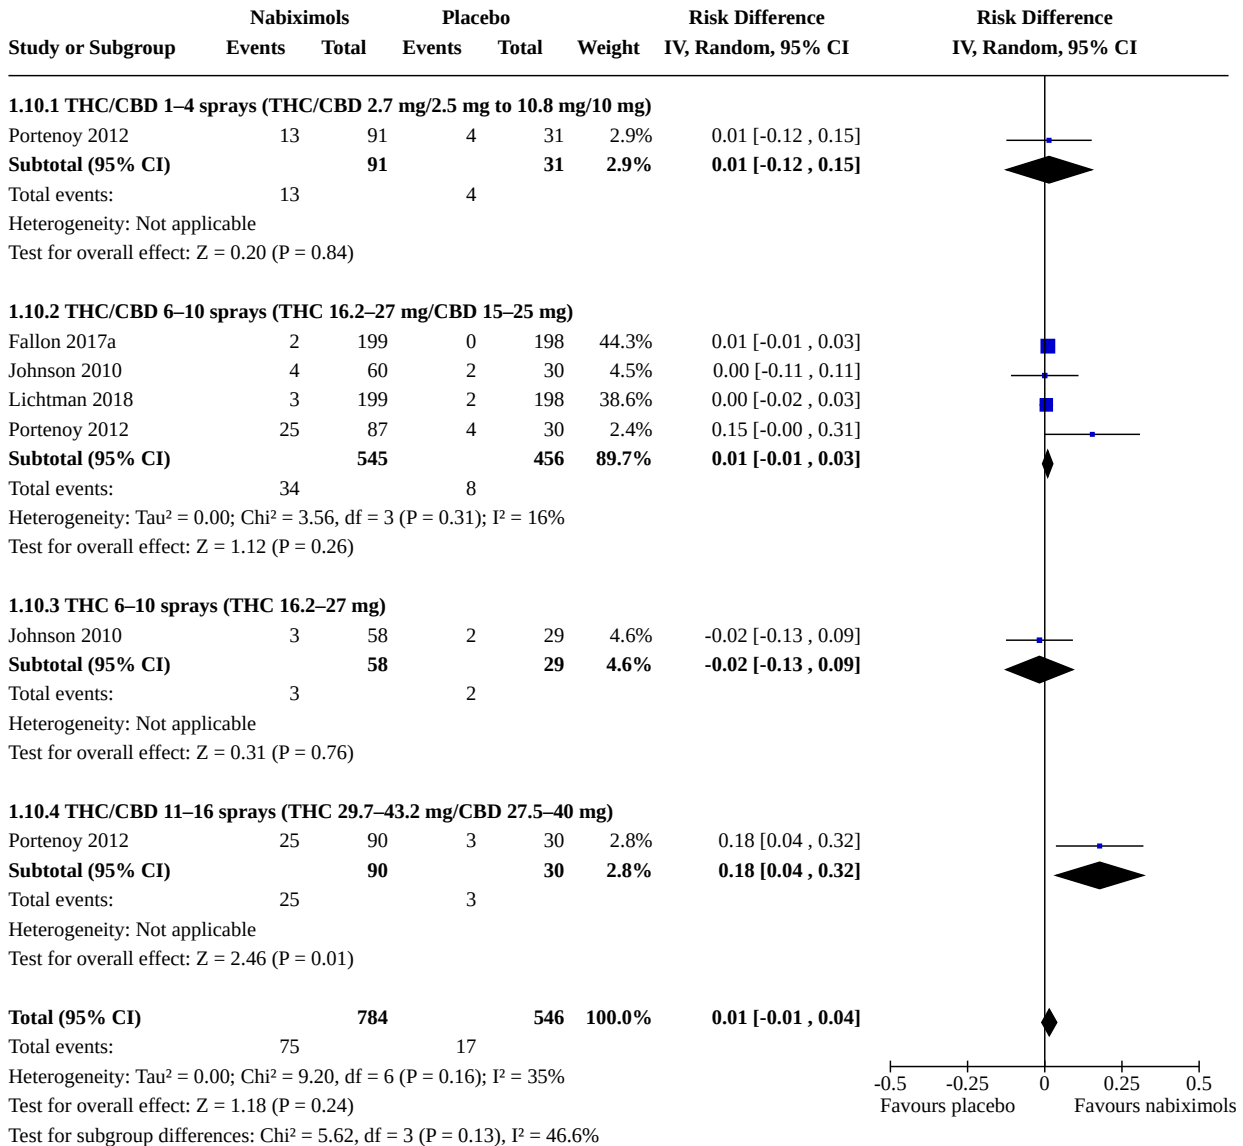 Nabiximols Placebo Risk Difference Risk Difference
Study or Subgroup Events Total Events Total Weight IV, Random, 95% CI IV, Random, 95% CI
1.10.1 THC/CBD 1–4 sprays (THC/CBD 2.7 mg/2.5 mg to 10.8 mg/10 mg)
Portenoy 2012 13 91 4 31 2.9% 0.01 [-0.12 , 0.15]
Subtotal (95% CI) 91 31 2.9% 0.01 [-0.12 , 0.15]
Total events: 13 4
Heterogeneity: Not applicable
Test for overall effect: Z = 0.20 (P = 0.84)
1.10.2 THC/CBD 6–10 sprays (THC 16.2–27 mg/CBD 15–25 mg)
Fallon 2017a 2 199 0 198 44.3% 0.01 [-0.01 , 0.03]
Johnson 2010 4 60 2 30 4.5% 0.00 [-0.11 , 0.11]
Lichtman 2018 3 199 2 198 38.6% 0.00 [-0.02 , 0.03]
Portenoy 2012 25 87 4 30 2.4% 0.15 [-0.00 , 0.31]
Subtotal (95% CI) 545 456 89.7% 0.01 [-0.01 , 0.03]
Total events: 34 8
Heterogeneity: Tau² = 0.00; Chi² = 3.56, df = 3 (P = 0.31); I² = 16%
Test for overall effect: Z = 1.12 (P = 0.26)
1.10.3 THC 6–10 sprays (THC 16.2–27 mg)
Johnson 2010 3 58 2 29 4.6% -0.02 [-0.13 , 0.09]
Subtotal (95% CI) 58 29 4.6% -0.02 [-0.13 , 0.09]
Total events: 3 2
Heterogeneity: Not applicable
Test for overall effect: Z = 0.31 (P = 0.76)
1.10.4 THC/CBD 11–16 sprays (THC 29.7–43.2 mg/CBD 27.5–40 mg)
Portenoy 2012 25 90 3 30 2.8% 0.18 [0.04 , 0.32]
Subtotal (95% CI) 90 30 2.8% 0.18 [0.04 , 0.32]
Total events: 25 3
Heterogeneity: Not applicable
Test for overall effect: Z = 2.46 (P = 0.01)
Total (95% CI) 784 546 100.0% 0.01 [-0.01 , 0.04]
Total events: 75 17
Heterogeneity: Tau² = 0.00; Chi² = 9.20, df = 6 (P = 0.16); I² = 35%
Test for overall effect: Z = 1.18 (P = 0.24)
Test for subgroup differences: Chi² = 5.62, df = 3 (P = 0.13), I² = 46.6%
-0.5 -0.25 0 0.25 0.5
Favours placebo Favours nabiximols